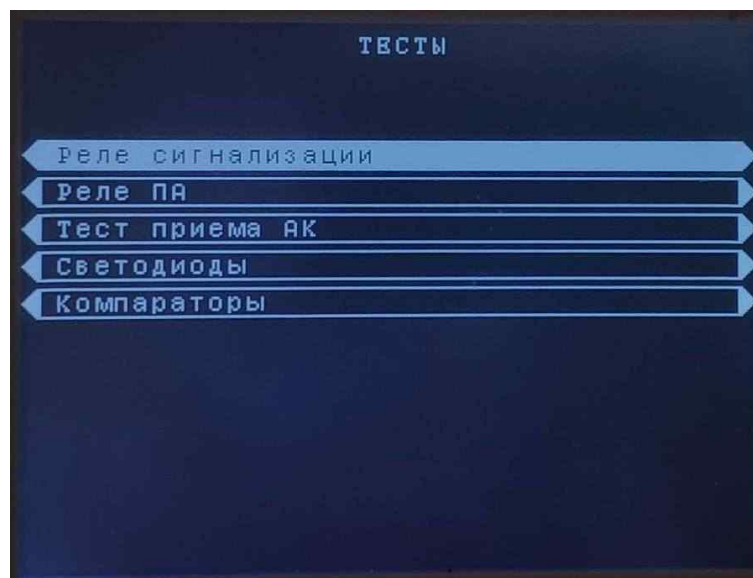 ТЕСТЫ
Реле сигнализации
Реле ПА
Тест приема АК
Светодиоды
Компараторы